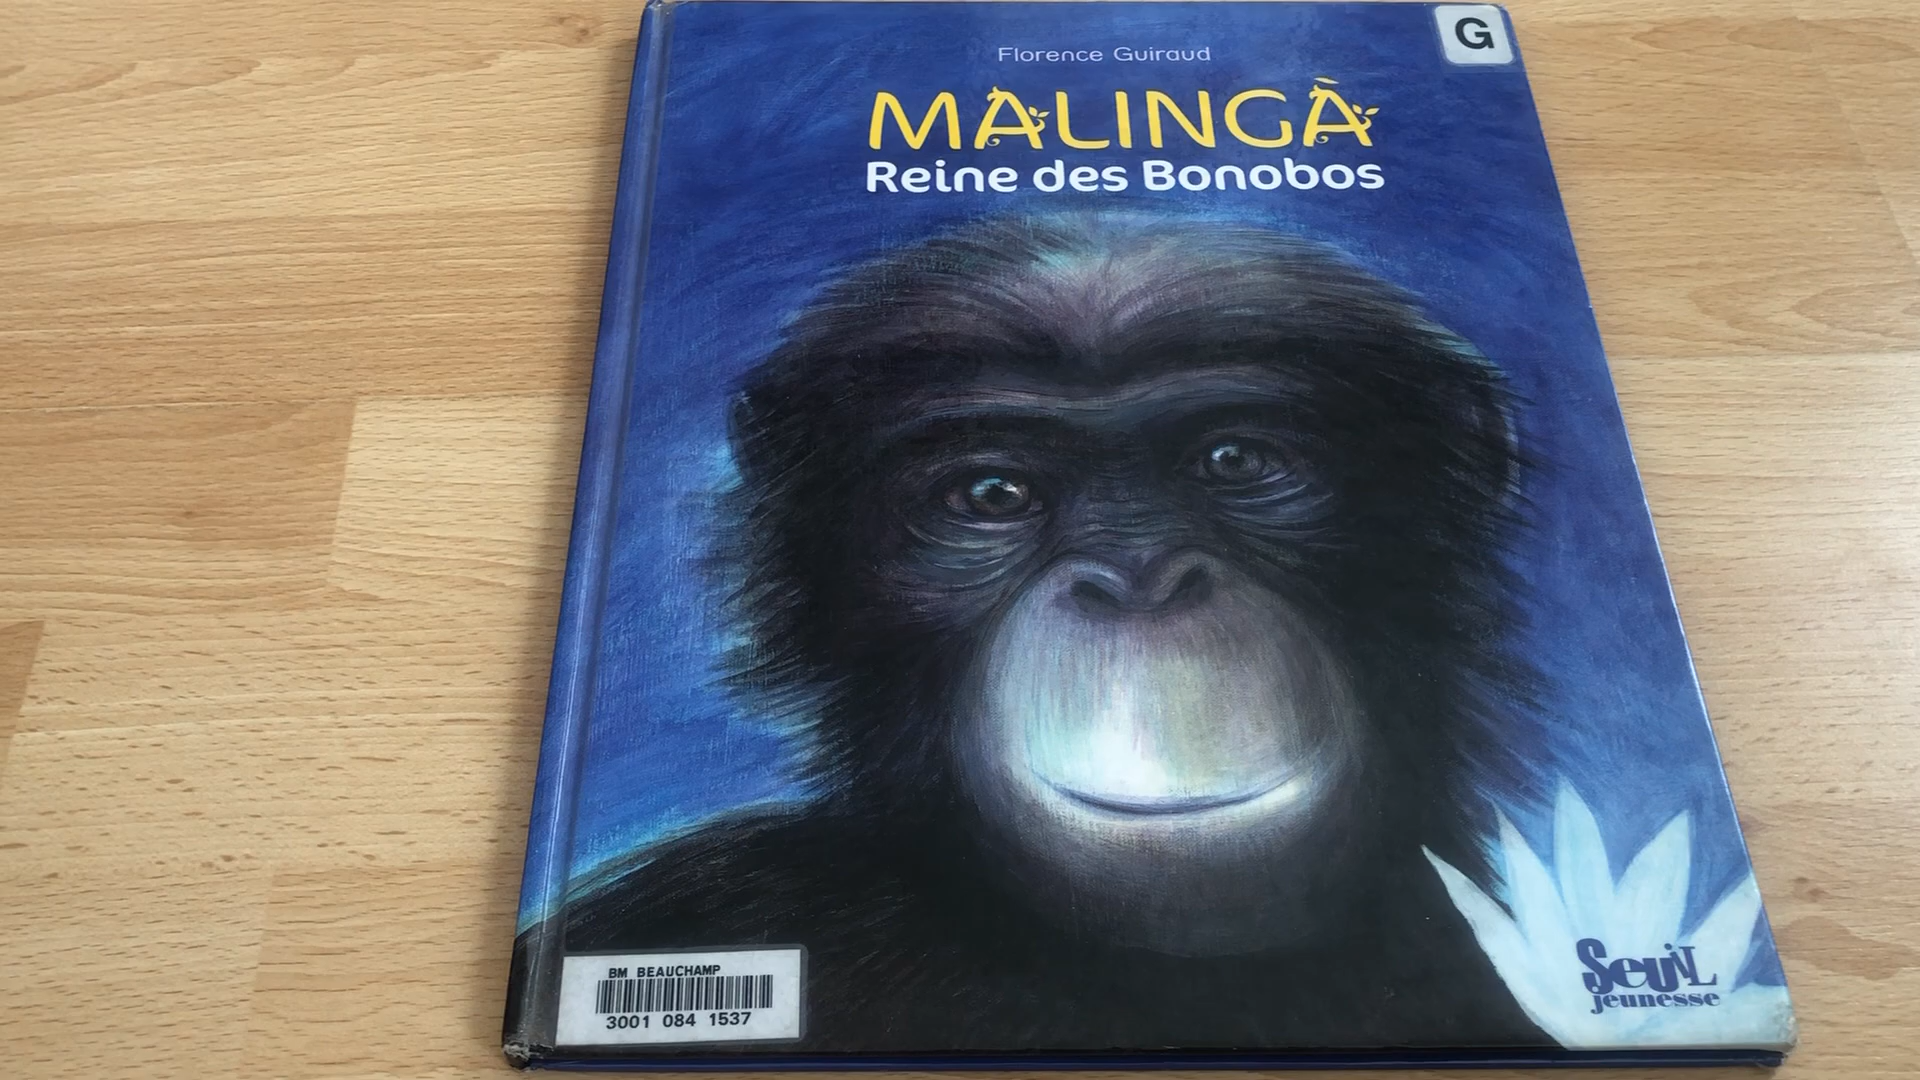 G
Florence Guiraud
MALINGÀ
Reine des Bonobos
BM BEAUCHAMP
3001 084 1537
SeuIL
jeunesse